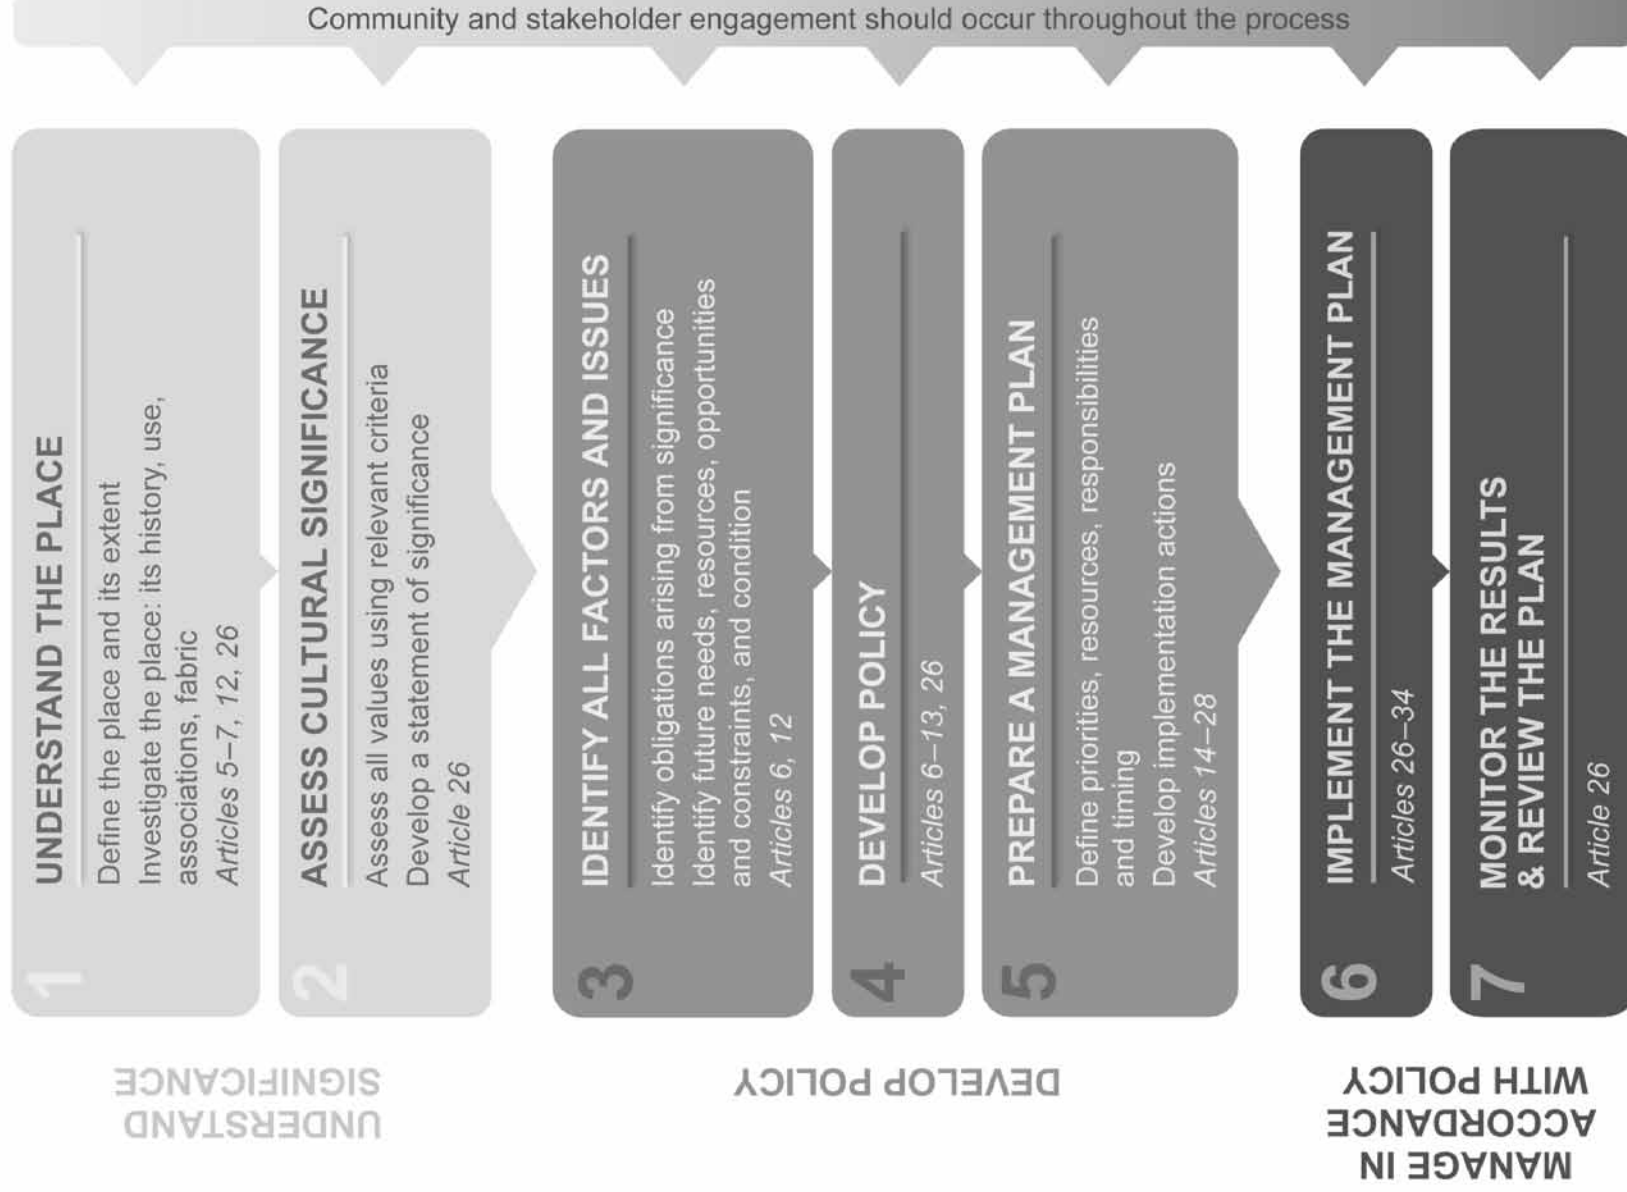 Community and stakeholder engagement should occur throughout the process
UNDERSTAND
SIGNIFICANCE
1
UNDERSTAND THE PLACE
Define the place and its extent
Investigate the place: its history, use,
associations, fabric
Articles 5–7, 12, 26
2
ASSESS CULTURAL SIGNIFICANCE
Assess all values using relevant criteria
Develop a statement of significance
Article 26
DEVELOP POLICY
3
IDENTIFY ALL FACTORS AND ISSUES
Identify obligations arising from significance
Identify future needs, resources, opportunities
and constraints, and condition
Articles 6, 12
4
DEVELOP POLICY
Articles 6–13, 26
5
PREPARE A MANAGEMENT PLAN
Define priorities, resources, responsibilities
and timing
Develop implementation actions
Articles 14–28
MANAGE IN
ACCORDANCE
WITH POLICY
6
IMPLEMENT THE MANAGEMENT PLAN
Articles 26–34
7
MONITOR THE RESULTS
& REVIEW THE PLAN
Article 26